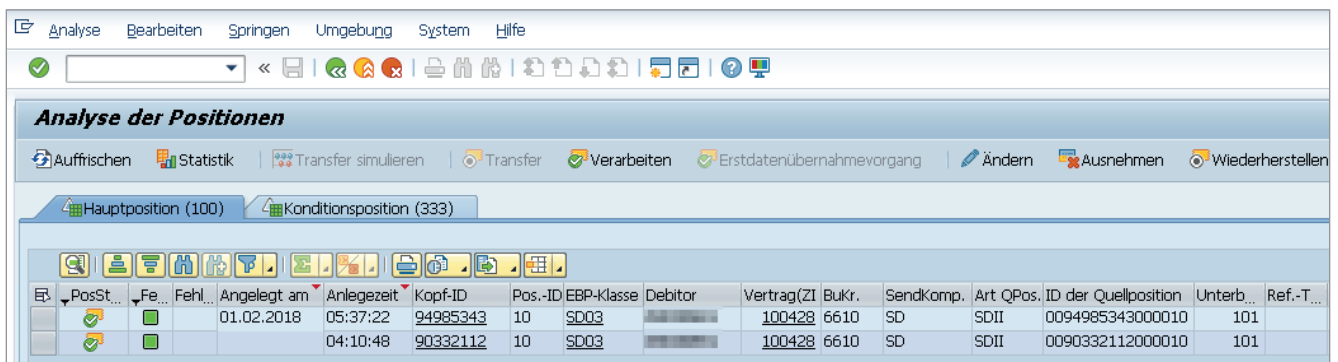 Analyse Bearbeiten Springen Umgebung System Hilfe
Analyse der Positionen
Auffrischen Statistik Transfer simulieren Transfer Verarbeiten Erstdatenübernahmevorgang Ändern Ausnehmen Wiederherstellen
Hauptposition (100) Konditionsposition (333)
PosSt... Fe... Fehl... Angelegt am Anlegezeit Kopf-ID Pos.-ID EBP-Klasse Debitor Vertrag(ZI BuKr. SendKomp. Art QPos. ID der Quellposition Unterb... Ref.-T...
01.02.2018 05:37:22 94985343 10 SD03 100428 6610 SD SDII 0094985343000010 101
04:10:48 90332112 10 SD03 100428 6610 SD SDII 0090332112000010 101